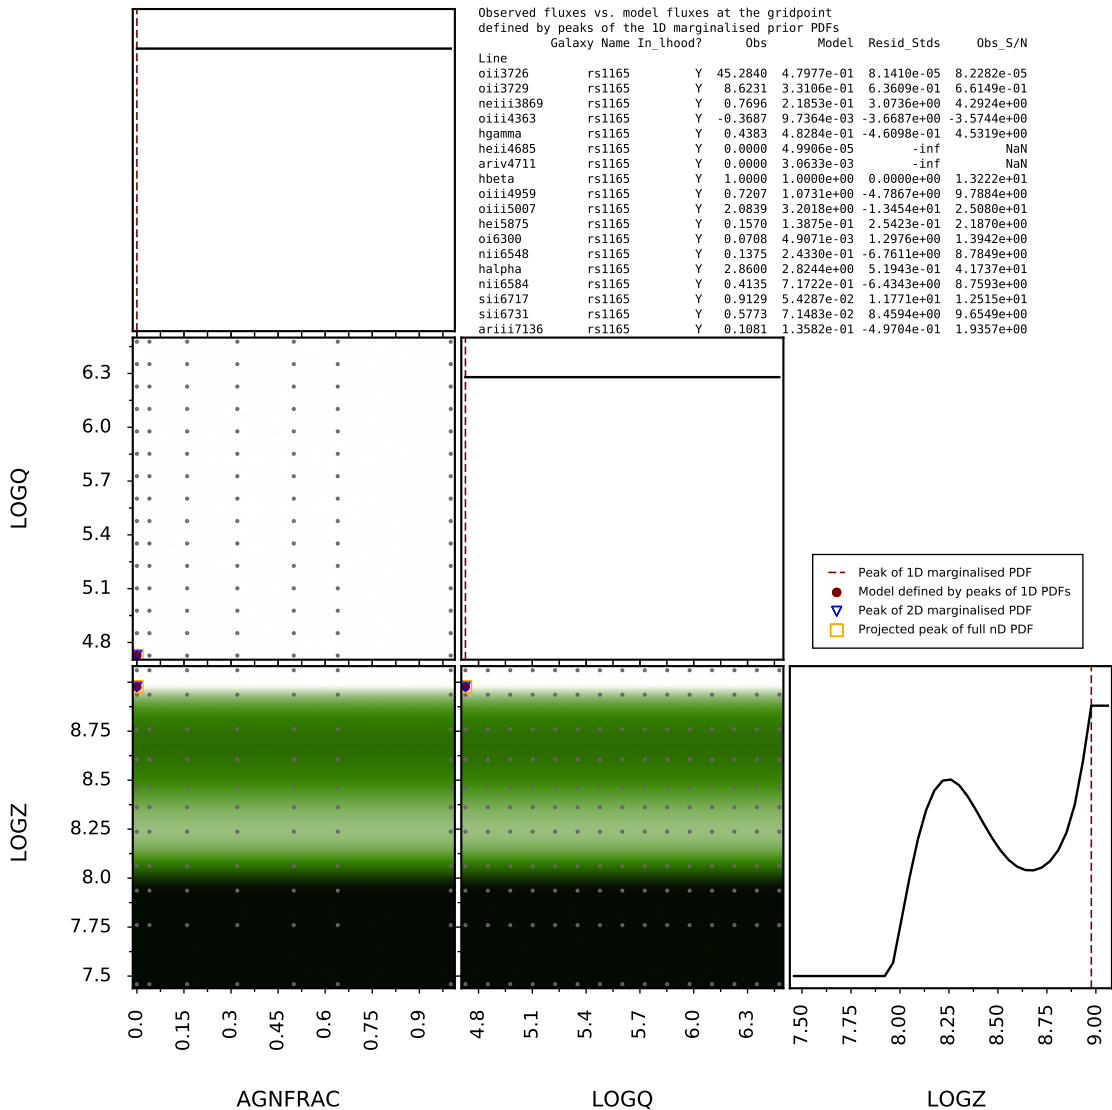 Observed fluxes vs. model fluxes at the gridpoint
defined by peaks of the 1D marginalised prior PDFs
Galaxy Name In_lhood? Obs Model Resid_Stds Obs_S/N
Line
oii3726 rs1165 Y 45.2840 4.7977e-01 8.1410e-05 8.2282e-05
oii3729 rs1165 Y 8.6231 3.3106e-01 6.3609e-01 6.6149e-01
neiii3869 rs1165 Y 0.7696 2.1853e-01 3.0736e+00 4.2924e+00
oiii4363 rs1165 Y -0.3687 9.7364e-03 -3.6687e+00 -3.5744e+00
hgamma rs1165 Y 0.4383 4.8284e-01 -4.6098e-01 4.5319e+00
heii4685 rs1165 Y 0.0000 4.9906e-05 -inf NaN
ariv4711 rs1165 Y 0.0000 3.0633e-03 -inf NaN
hbeta rs1165 Y 1.0000 1.0000e+00 0.0000e+00 1.3222e+01
oiii4959 rs1165 Y 0.7207 1.0731e+00 -4.7867e+00 9.7884e+00
oiii5007 rs1165 Y 2.0839 3.2018e+00 -1.3454e+01 2.5080e+01
hei5875 rs1165 Y 0.1570 1.3875e-01 2.5423e-01 2.1870e+00
oi6300 rs1165 Y 0.0708 4.9071e-03 1.2976e+00 1.3942e+00
nii6548 rs1165 Y 0.1375 2.4330e-01 -6.7611e+00 8.7849e+00
halpha rs1165 Y 2.8600 2.8244e+00 5.1943e-01 4.1737e+01
nii6584 rs1165 Y 0.4135 7.1722e-01 -6.4343e+00 8.7593e+00
sii6717 rs1165 Y 0.9129 5.4287e-02 1.1771e+01 1.2515e+01
sii6731 rs1165 Y 0.5773 7.1483e-02 8.4594e+00 9.6549e+00
ariii7136 rs1165 Y 0.1081 1.3582e-01 -4.9704e-01 1.9357e+00
6.3
6.0
5.7
5.4
5.1
4.8
LOGQ
Peak of 1D marginalised PDF
Model defined by peaks of 1D PDFs
Peak of 2D marginalised PDF
Projected peak of full nD PDF
8.75
8.5
8.25
8.0
7.75
7.5
LOGZ
0.0 0.15 0.3 0.45 0.6 0.75 0.9
4.8 5.1 5.4 5.7 6.0 6.3
7.50 7.75 8.00 8.25 8.50 8.75 9.00
AGNFRAC LOGQ LOGZ